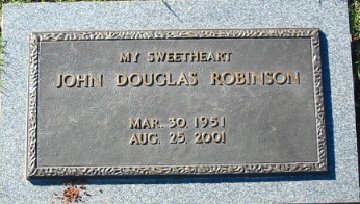 MY SWEETHEART
JOHN DOUGLAS ROBINSON
MAR. 30, 1951
AUG. 25, 2001